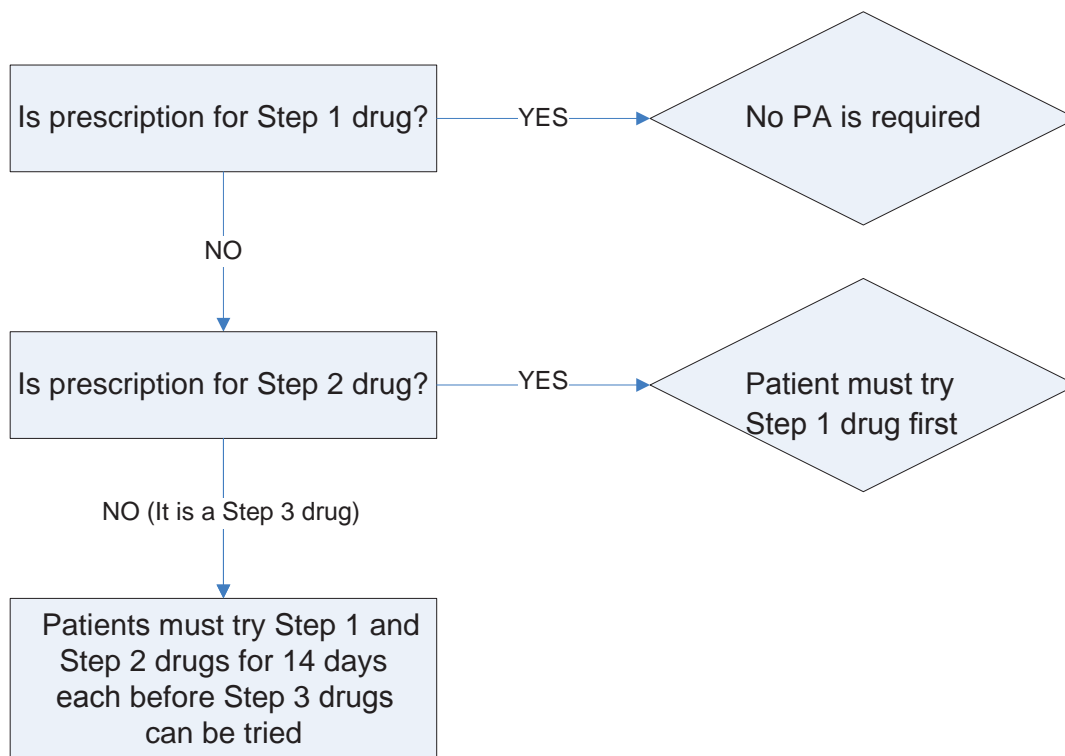 Is prescription for Step 1 drug?
YES
No PA is required
NO
Is prescription for Step 2 drug?
YES
Patient must try
Step 1 drug first
NO (It is a Step 3 drug)
Patients must try Step 1 and
Step 2 drugs for 14 days
each before Step 3 drugs
can be tried